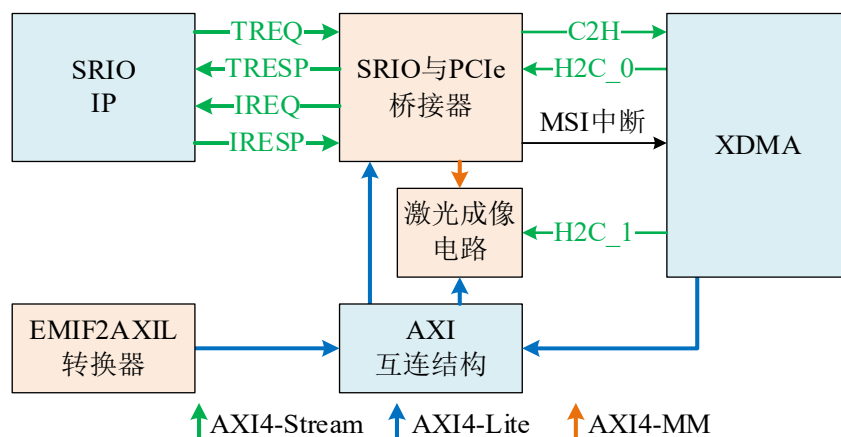 SRIO
IP
TREQ
TRESP
IREQ
IRESP
SRIO与PCIe
桥接器
C2H
H2C_0
MSI中断
XDMA
激光成像
电路
H2C_1
EMIF2AXIL
转换器
AXI
互连结构
AXI4-Stream
AXI4-Lite
AXI4-MM